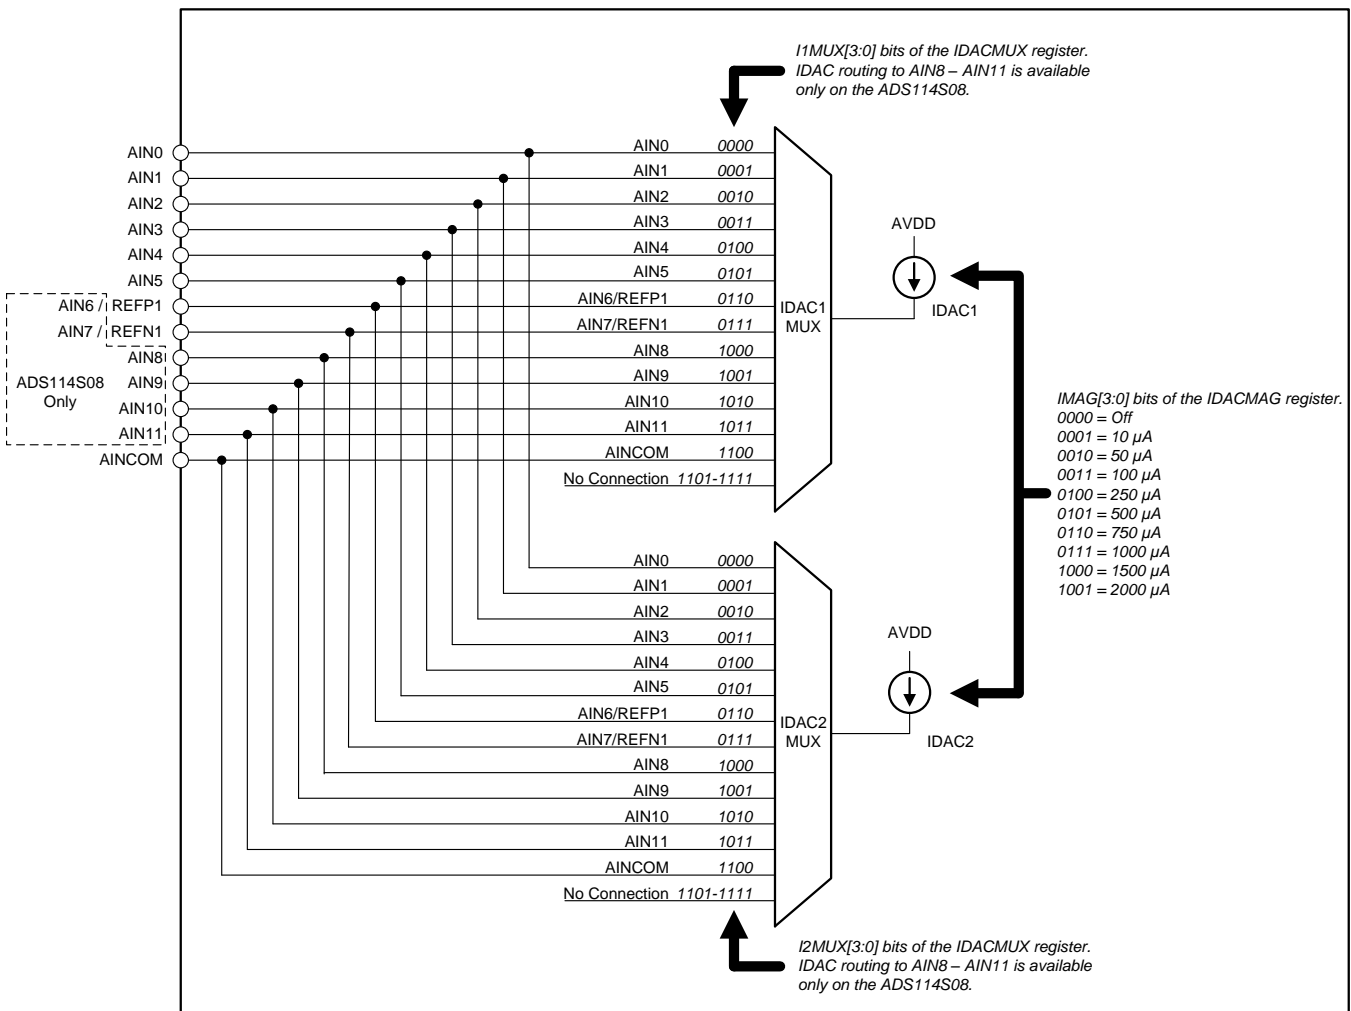 I1MUX[3:0] bits of the IDACMUX register.
IDAC routing to AIN8 – AIN11 is available
only on the ADS114S08.
AIN0
AIN1
AIN2
AIN3
AIN4
AIN5
AIN6 / REFP1
AIN7 / REFN1
AIN8
AIN9
AIN10
AIN11
AINCOM
ADS114S08
Only
AIN0 0000
AIN1 0001
AIN2 0010
AIN3 0011
AIN4 0100
AIN5 0101
AIN6/REFP1 0110
AIN7/REFN1 0111
AIN8 1000
AIN9 1001
AIN10 1010
AIN11 1011
AINCOM 1100
No Connection 1101-1111
IDAC1
MUX
AVDD
IDAC1
IMAG[3:0] bits of the IDACMAG register.
0000 = Off
0001 = 10 μA
0010 = 50 μA
0011 = 100 μA
0100 = 250 μA
0101 = 500 μA
0110 = 750 μA
0111 = 1000 μA
1000 = 1500 μA
1001 = 2000 μA
AIN0 0000
AIN1 0001
AIN2 0010
AIN3 0011
AIN4 0100
AIN5 0101
AIN6/REFP1 0110
AIN7/REFN1 0111
AIN8 1000
AIN9 1001
AIN10 1010
AIN11 1011
AINCOM 1100
No Connection 1101-1111
IDAC2
MUX
AVDD
IDAC2
I2MUX[3:0] bits of the IDACMUX register.
IDAC routing to AIN8 – AIN11 is available
only on the ADS114S08.